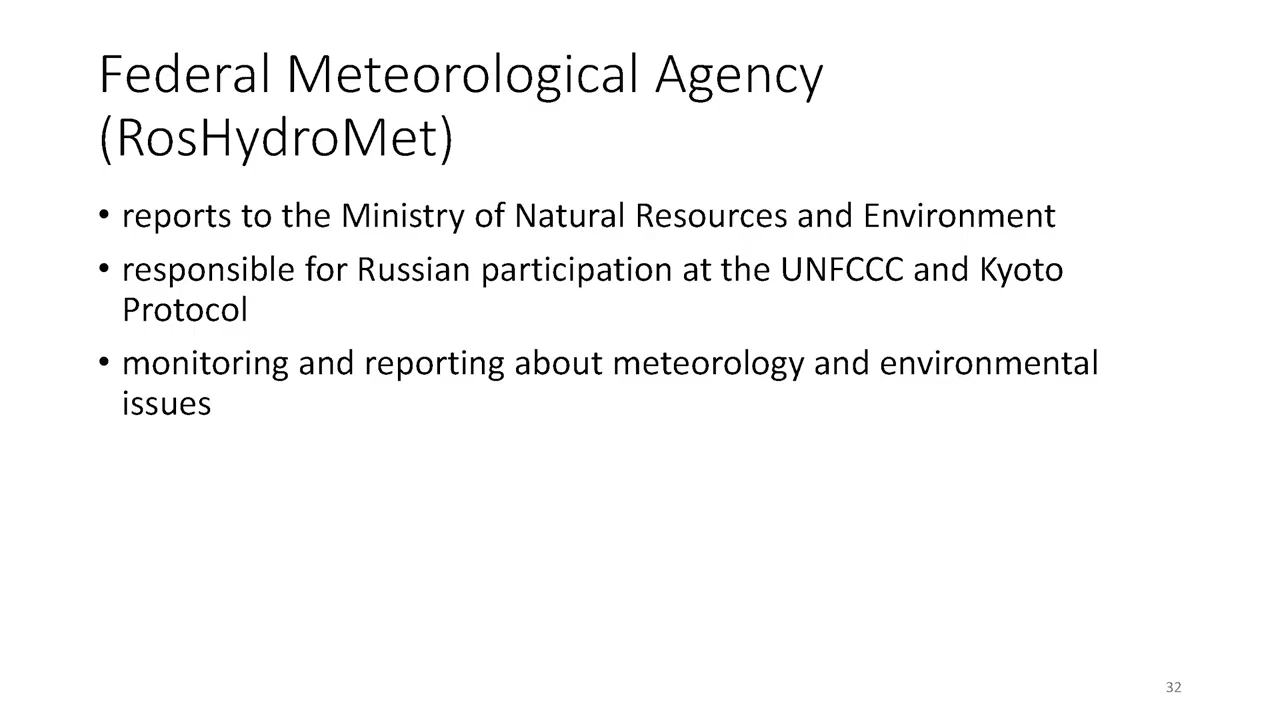 Federal Meteorological Agency
(RosHydroMet)
• reports to the Ministry of Natural Resources and Environment
• responsible for Russian participation at the UNFCCC and Kyoto
Protocol
• monitoring and reporting about meteorology and environmental
issues
32